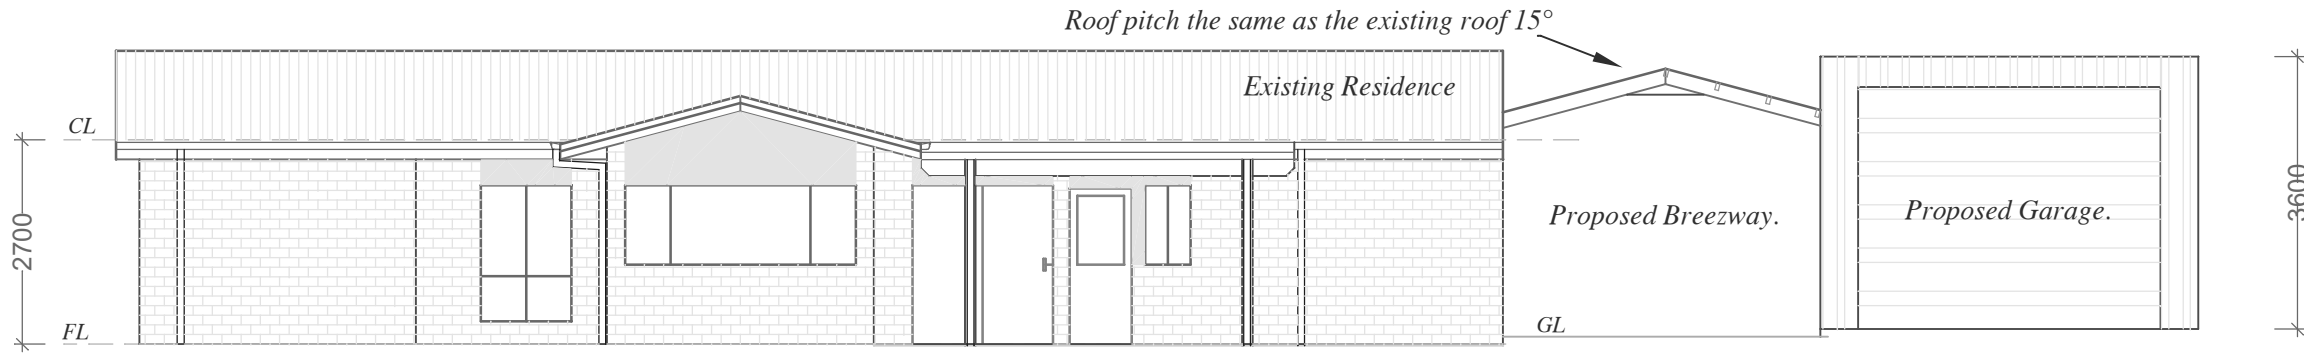 Roof pitch the same as the existing roof 15°
Existing Residence
CL
2700
FL
Proposed Breezway.
GL
Proposed Garage.
3600